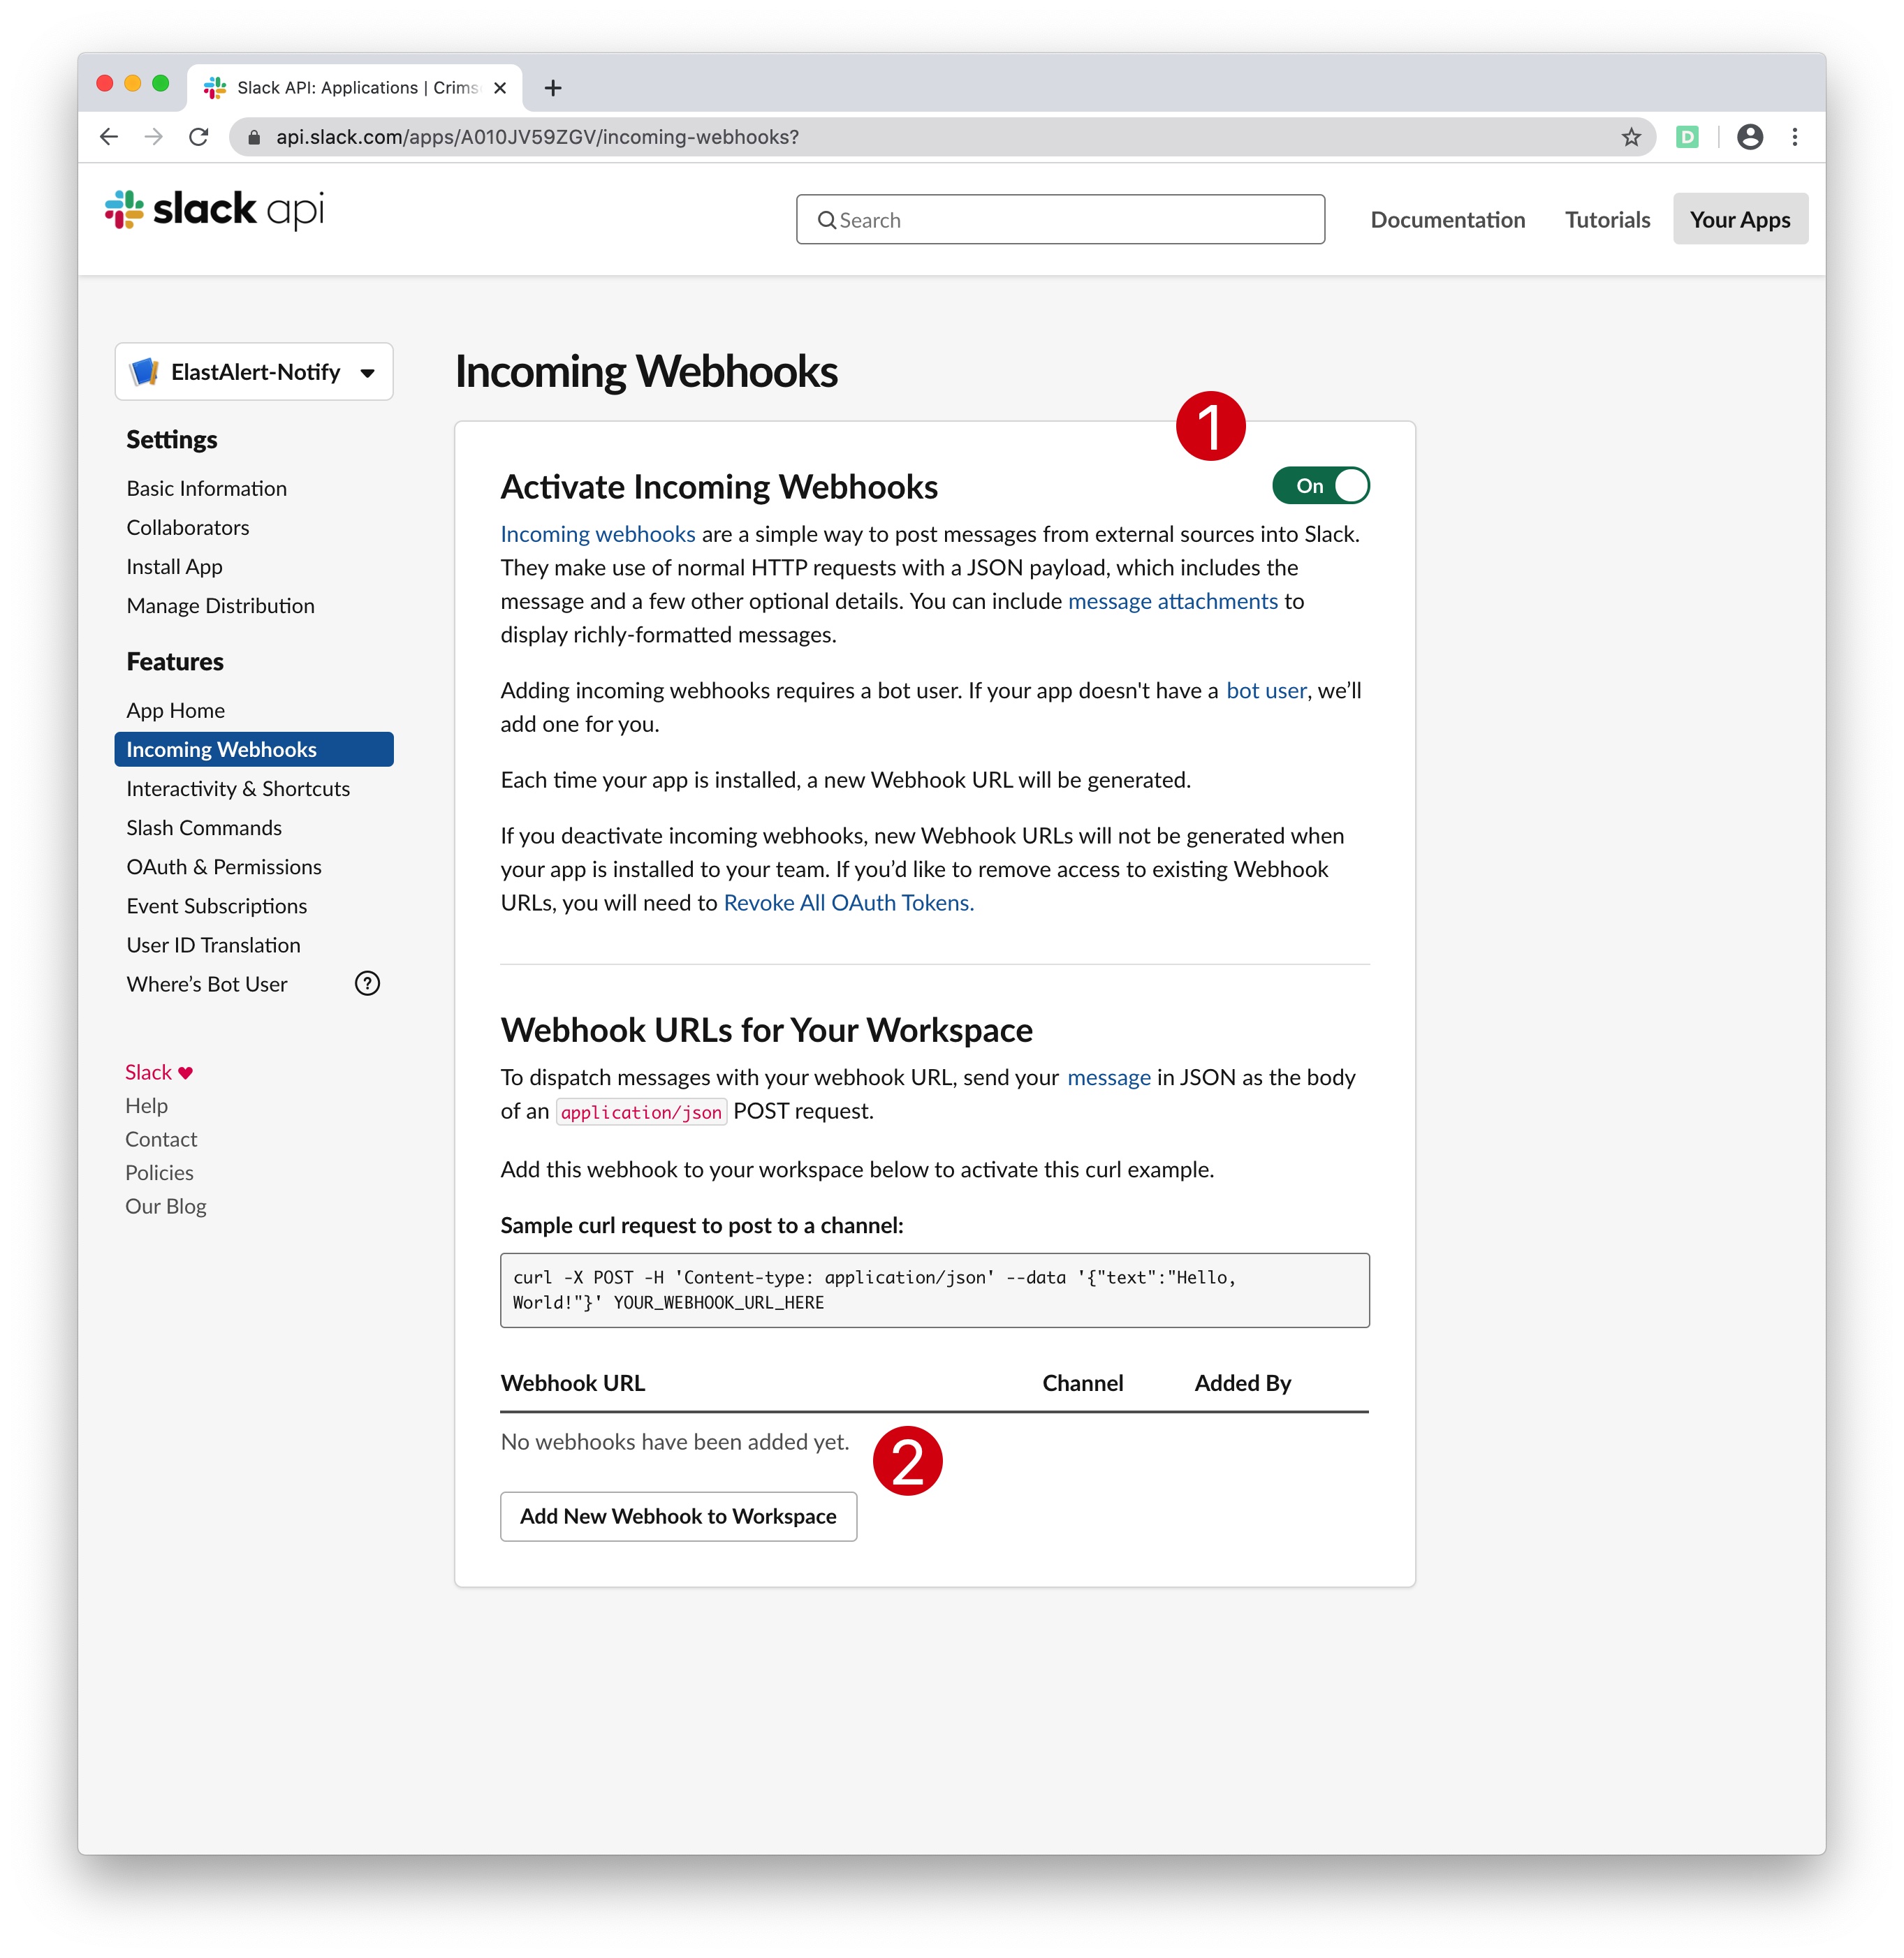 Slack API: Applications | Crims
api.slack.com/apps/A010JV59ZGV/incoming-webhooks?
D
slack api
Search
Documentation
Tutorials
Your Apps
ElastAlert-Notify
Settings
Basic Information
Collaborators
Install App
Manage Distribution
Features
App Home
Incoming Webhooks
Interactivity & Shortcuts
Slash Commands
OAuth & Permissions
Event Subscriptions
User ID Translation
Where’s Bot User
?
Slack ♥
Help
Contact
Policies
Our Blog
Incoming Webhooks
1
Activate Incoming Webhooks
On
Incoming webhooks are a simple way to post messages from external sources into Slack.
They make use of normal HTTP requests with a JSON payload, which includes the
message and a few other optional details. You can include message attachments to
display richly-formatted messages.
Adding incoming webhooks requires a bot user. If your app doesn't have a bot user, we’ll
add one for you.
Each time your app is installed, a new Webhook URL will be generated.
If you deactivate incoming webhooks, new Webhook URLs will not be generated when
your app is installed to your team. If you’d like to remove access to existing Webhook
URLs, you will need to Revoke All OAuth Tokens.
Webhook URLs for Your Workspace
To dispatch messages with your webhook URL, send your message in JSON as the body
of an application/json POST request.
Add this webhook to your workspace below to activate this curl example.
Sample curl request to post to a channel:
curl -X POST -H 'Content-type: application/json' --data '{"text":"Hello,
World!"}' YOUR_WEBHOOK_URL_HERE
Webhook URL Channel Added By
No webhooks have been added yet.
2
Add New Webhook to Workspace